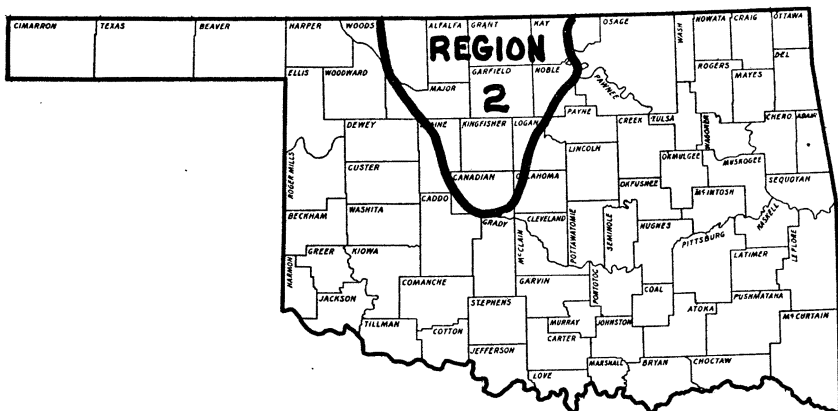 CIMARRON TEXAS BEAVER HARPER WOODS ALFALFA GRANT KAY OSAGE WASH NOWATA CRAIG OTTAWA
REGION
2
DEL
ELLIS WOODWARD MAJOR GARFIELD NOBLE PAWNEE ROGERS MAYES
DEWEY KINGFISHER LOGAN PAYNE CREEK TULSA WAGONER CHERO ADAIR
CUSTER CANADIAN OKLAHOMA LINCOLN OKMULGEE MUSKOGEE
ROGER MILLS
SEQUOYAH
BECKHAM WASHITA CADDO GRADY CLEVELAND POTTAWATOMIE SEMINOLE OKFUSKEE McINTOSH HASKELL
HARMON GREER KIOWA McCLAIN HUGHES PITTSBURG LATIMER LEFLORE
JACKSON COMANCHE GARVIN PONTOTOC COAL
TILLMAN COTTON STEPHENS MURRAY JOHNSTON ATOKA PUSHMATAHA McCURTAIN
JEFFERSON CARTER
LOVE MARSHALL BRYAN CHOCTAW